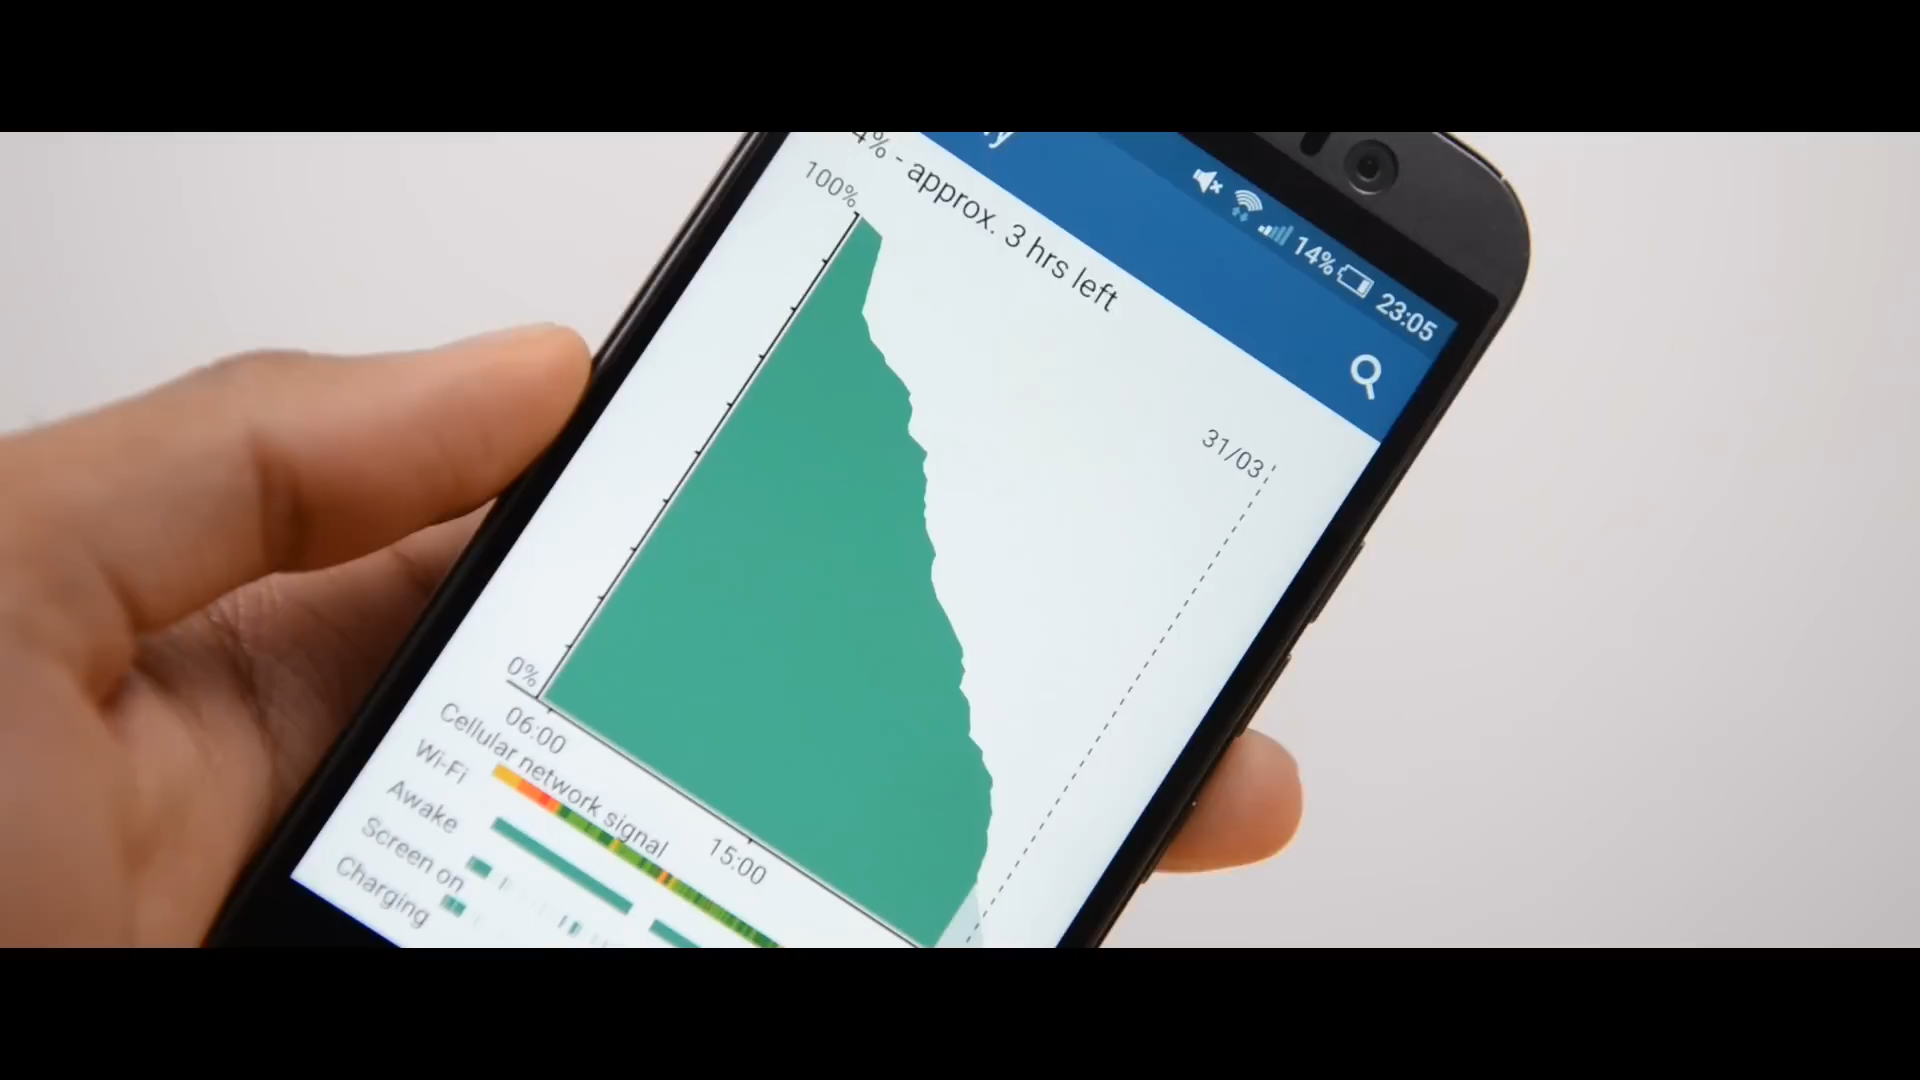 14% 23:05
4% - approx. 3 hrs left
100%
31/03
0%
06:00
15:00
Cellular network signal
Wi-Fi
Awake
Screen on
Charging